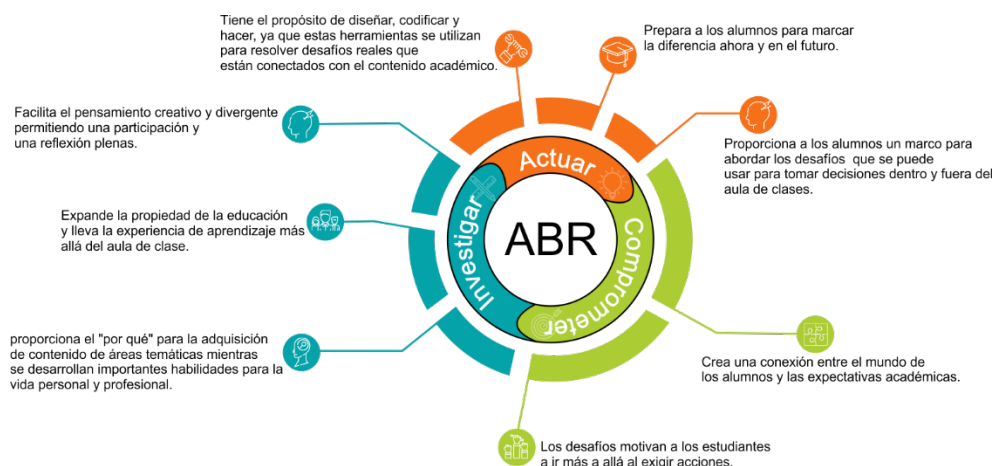 Tiene el propósito de diseñar, codificar y
hacer, ya que estas herramientas se utilizan
para resolver desafíos reales que
están conectados con el contenido académico.
Prepara a los alumnos para marcar
la diferencia ahora y en el futuro.
Facilita el pensamiento creativo y divergente
permitiendo una participación y
una reflexión plenas.
Proporciona a los alumnos un marco para
abordar los desafíos que se puede
usar para tomar decisiones dentro y fuera del
aula de clases.
Expande la propiedad de la educación
y lleva la experiencia de aprendizaje más
allá del aula de clase.
Actuar
Investigar
Comprometer
ABR
proporciona el "por qué" para la adquisición
de contenido de áreas temáticas mientras
se desarrollan importantes habilidades para la
vida personal y profesional.
Crea una conexión entre el mundo de
los alumnos y las expectativas académicas.
Los desafíos motivan a los estudiantes
a ir más a allá al exigir acciones.